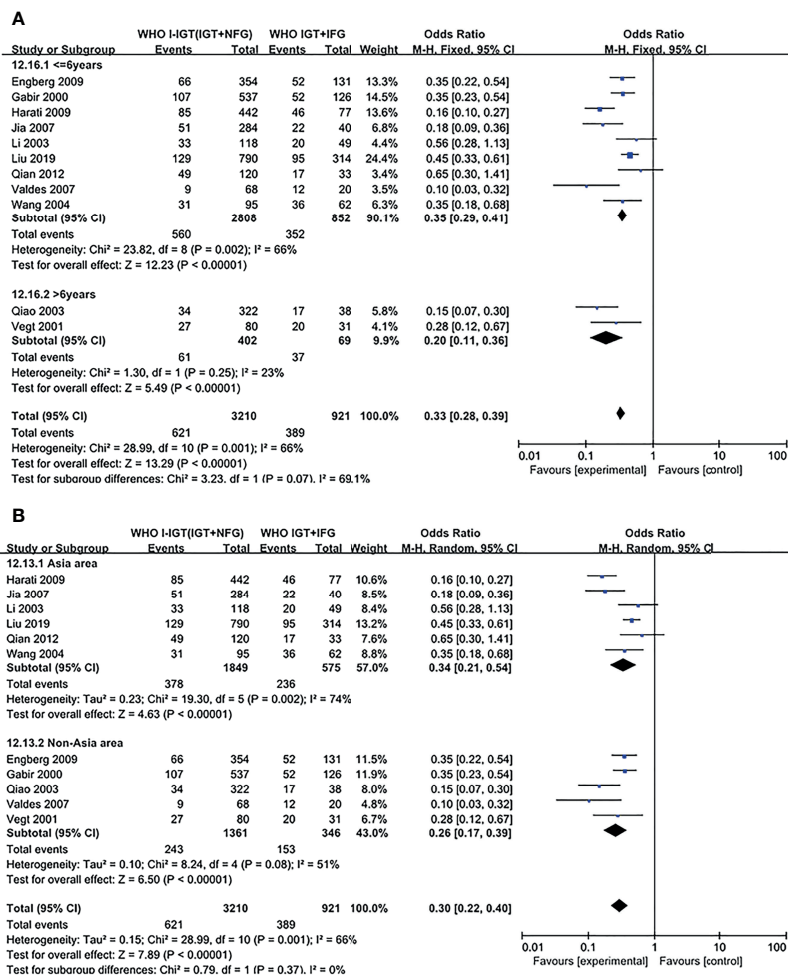 A
WHO I-IGT(IGT+NFG) WHO IGT+IFG Odds Ratio Odds Ratio
Study or Subgroup Events Total Events Total Weight M-H, Fixed, 95% CI M-H, Fixed, 95% CI
12.16.1 <=6years
Engberg 2009 66 354 52 131 13.3% 0.35 [0.22, 0.54]
Gabir 2000 107 537 52 126 14.5% 0.35 [0.23, 0.54]
Harati 2009 85 442 46 77 13.6% 0.16 [0.10, 0.27]
Jia 2007 51 284 22 40 6.8% 0.18 [0.09, 0.36]
Li 2003 33 118 20 49 4.4% 0.56 [0.28, 1.13]
Liu 2019 129 790 95 314 24.4% 0.45 [0.33, 0.61]
Qian 2012 49 120 17 33 3.4% 0.65 [0.30, 1.41]
Valdes 2007 9 68 12 20 3.5% 0.10 [0.03, 0.32]
Wang 2004 31 95 36 62 6.2% 0.35 [0.18, 0.68]
Subtotal (95% CI) 2808 852 90.1% 0.35 [0.29, 0.41]
Total events 560 352
Heterogeneity: Chi² = 23.82, df = 8 (P = 0.002); I² = 66%
Test for overall effect: Z = 12.23 (P < 0.00001)
12.16.2 >6years
Qiao 2003 34 322 17 38 5.8% 0.15 [0.07, 0.30]
Vegt 2001 27 80 20 31 4.1% 0.28 [0.12, 0.67]
Subtotal (95% CI) 402 69 9.9% 0.20 [0.11, 0.36]
Total events 61 37
Heterogeneity: Chi² = 1.30, df = 1 (P = 0.25); I² = 23%
Test for overall effect: Z = 5.49 (P < 0.00001)
Total (95% CI) 3210 921 100.0% 0.33 [0.28, 0.39]
Total events 621 389
Heterogeneity: Chi² = 28.99, df = 10 (P = 0.001); I² = 66%
Test for overall effect: Z = 13.29 (P < 0.00001)
Test for subgroup differences: Chi² = 3.23, df = 1 (P = 0.07), I² = 69.1%
0.01 0.1 1 10 100
Favours [experimental] Favours [control]
B
WHO I-IGT(IGT+NFG) WHO IGT+IFG Odds Ratio Odds Ratio
Study or Subgroup Events Total Events Total Weight M-H, Random, 95% CI M-H, Random, 95% CI
12.13.1 Asia area
Harati 2009 85 442 46 77 10.6% 0.16 [0.10, 0.27]
Jia 2007 51 284 22 40 8.5% 0.18 [0.09, 0.36]
Li 2003 33 118 20 49 8.4% 0.56 [0.28, 1.13]
Liu 2019 129 790 95 314 13.2% 0.45 [0.33, 0.61]
Qian 2012 49 120 17 33 7.6% 0.65 [0.30, 1.41]
Wang 2004 31 95 36 62 8.8% 0.35 [0.18, 0.68]
Subtotal (95% CI) 1849 575 57.0% 0.34 [0.21, 0.54]
Total events 378 236
Heterogeneity: Tau² = 0.23; Chi² = 19.30, df = 5 (P = 0.002); I² = 74%
Test for overall effect: Z = 4.63 (P < 0.00001)
12.13.2 Non-Asia area
Engberg 2009 66 354 52 131 11.5% 0.35 [0.22, 0.54]
Gabir 2000 107 537 52 126 11.9% 0.35 [0.23, 0.54]
Qiao 2003 34 322 17 38 8.0% 0.15 [0.07, 0.30]
Valdes 2007 9 68 12 20 4.8% 0.10 [0.03, 0.32]
Vegt 2001 27 80 20 31 6.7% 0.28 [0.12, 0.67]
Subtotal (95% CI) 1361 346 43.0% 0.26 [0.17, 0.39]
Total events 243 153
Heterogeneity: Tau² = 0.10; Chi² = 8.24, df = 4 (P = 0.08); I² = 51%
Test for overall effect: Z = 6.50 (P < 0.00001)
Total (95% CI) 3210 921 100.0% 0.30 [0.22, 0.40]
Total events 621 389
Heterogeneity: Tau² = 0.15; Chi² = 28.99, df = 10 (P = 0.001); I² = 66%
Test for overall effect: Z = 7.89 (P < 0.00001)
Test for subgroup differences: Chi² = 0.79, df = 1 (P = 0.37), I² = 0%
0.01 0.1 1 10 100
Favours [experimental] Favours [control]